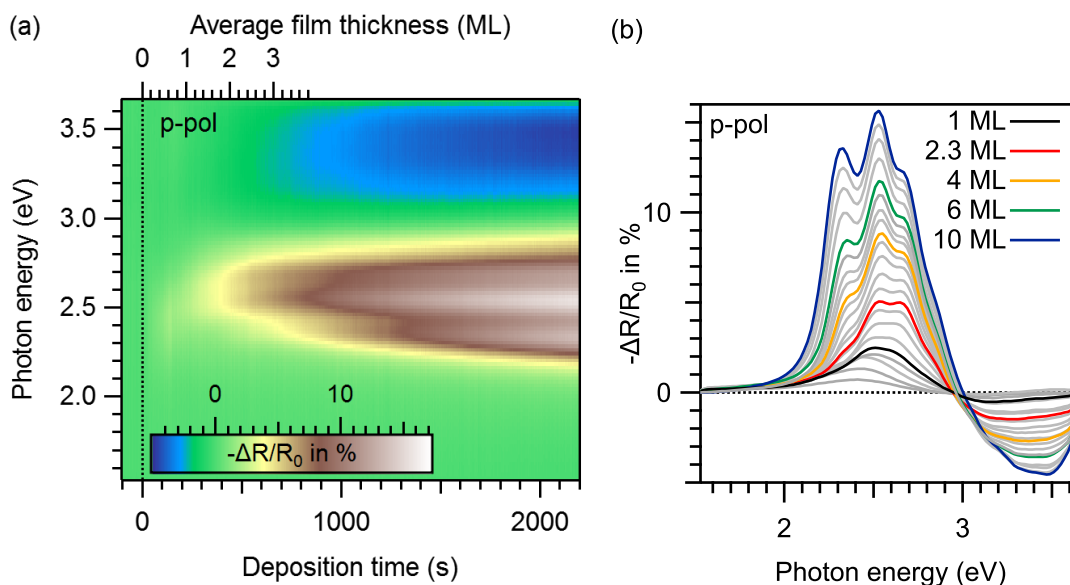 (a)
Average film thickness (ML)
0 1 2 3
p-pol
Photon energy (eV)
3.5
3.0
2.5
2.0
0 10
-ΔR/R0 in %
0 1000 2000
Deposition time (s)
(b)
p-pol
1 ML
2.3 ML
4 ML
6 ML
10 ML
-ΔR/R0 in %
10
0
2 3
Photon energy (eV)